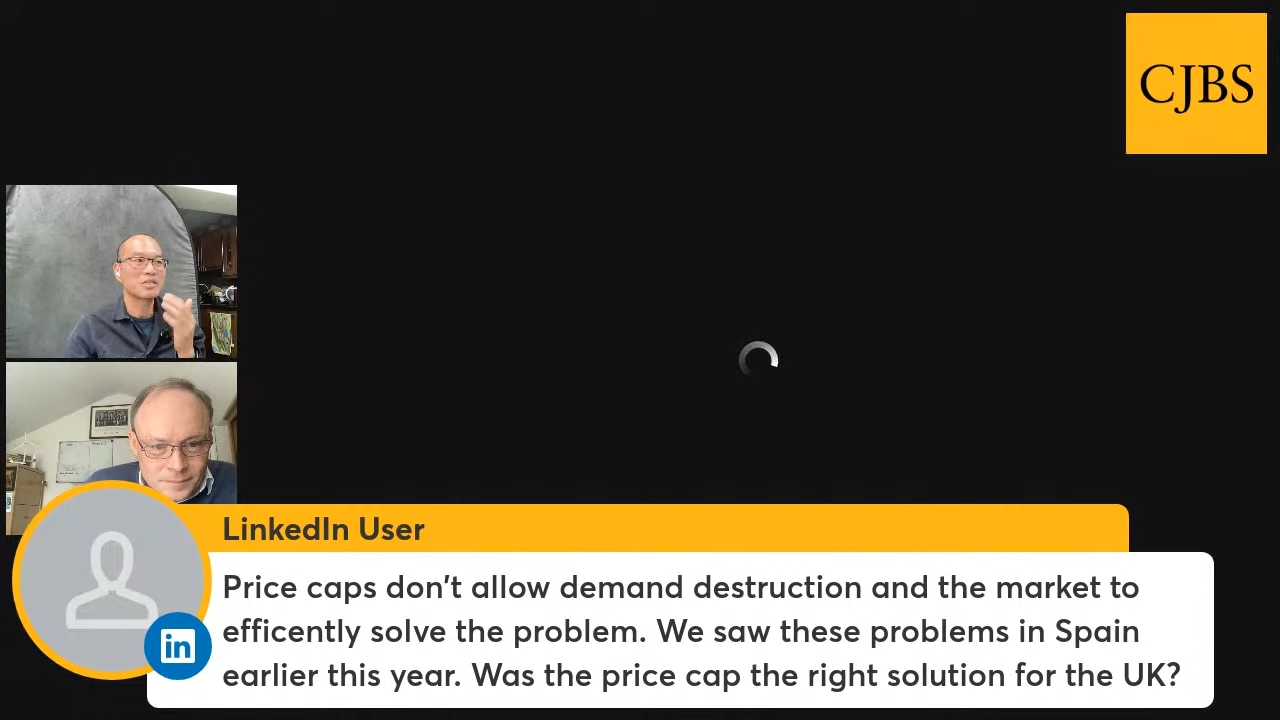 CJBS
LinkedIn User
Price caps don't allow demand destruction and the market to
efficently solve the problem. We saw these problems in Spain
earlier this year. Was the price cap the right solution for the UK?
in